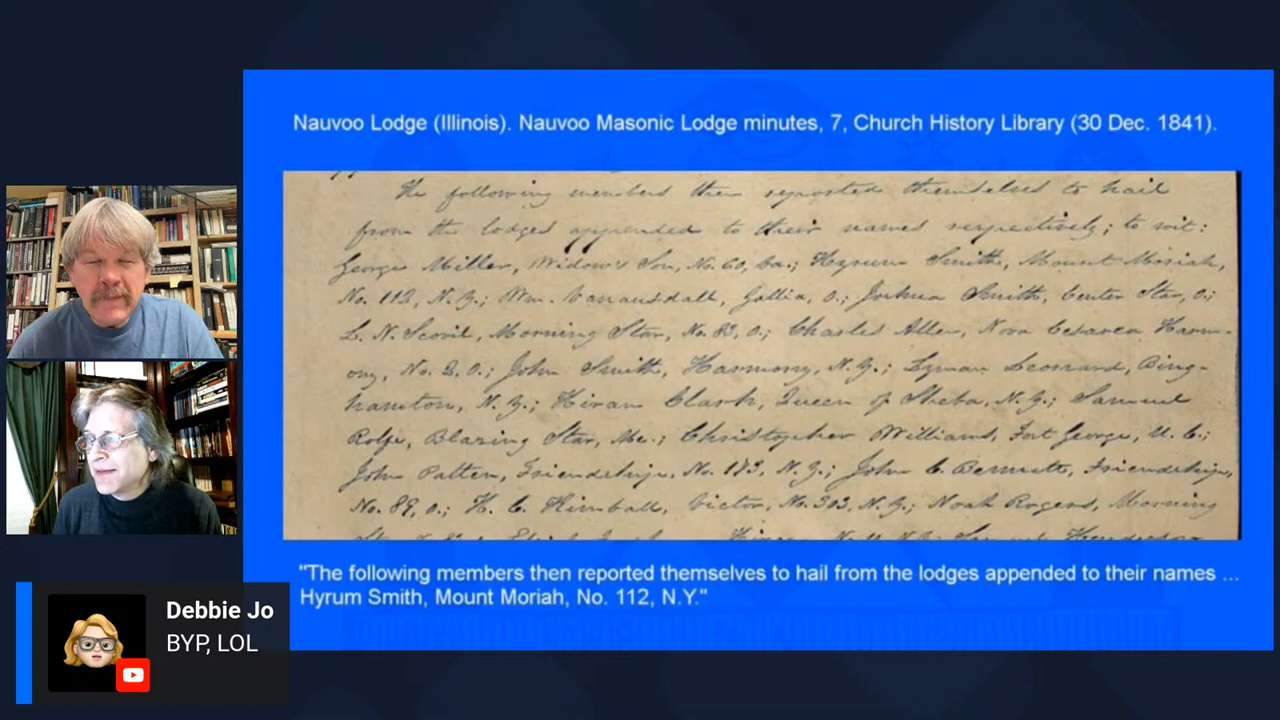 Nauvoo Lodge (Illinois). Nauvoo Masonic Lodge minutes, 7, Church History Library (30 Dec. 1841).
The following members then reported themselves to hail
from the lodges appended to their names respectively; to wit:
George Miller, Widow's Son, No. 60, Va.; Hyrum Smith, Mount Moriah,
No. 112, N.Y.; Wm. Vanausdall, Gallia, O.; Joshua Smith, Center Star, O.;
L. N. Scovil, Morning Star, No. 83, O.; Charles Allen, Nova Cesarea Harm-
ony, No. 2, O.; John Smith, Harmony, N.Y.; Lyman Leonard, Bing-
hamton, N.Y.; Hiram Clark, Queen of Sheba, N.Y.; Samuel
Rolfe, Blazing Star, Me.; Christopher Williams, Fort George, U. C.;
John Patten, Friendship, No. 173, N.Y.; John C. Bennett, Friendship,
No. 89, O.; H. C. Kimball, Victor, No. 303, N.Y.; Noah Rogers, Morning
"The following members then reported themselves to hail from the lodges appended to their names ...
Hyrum Smith, Mount Moriah, No. 112, N.Y."
Debbie Jo
BYP, LOL